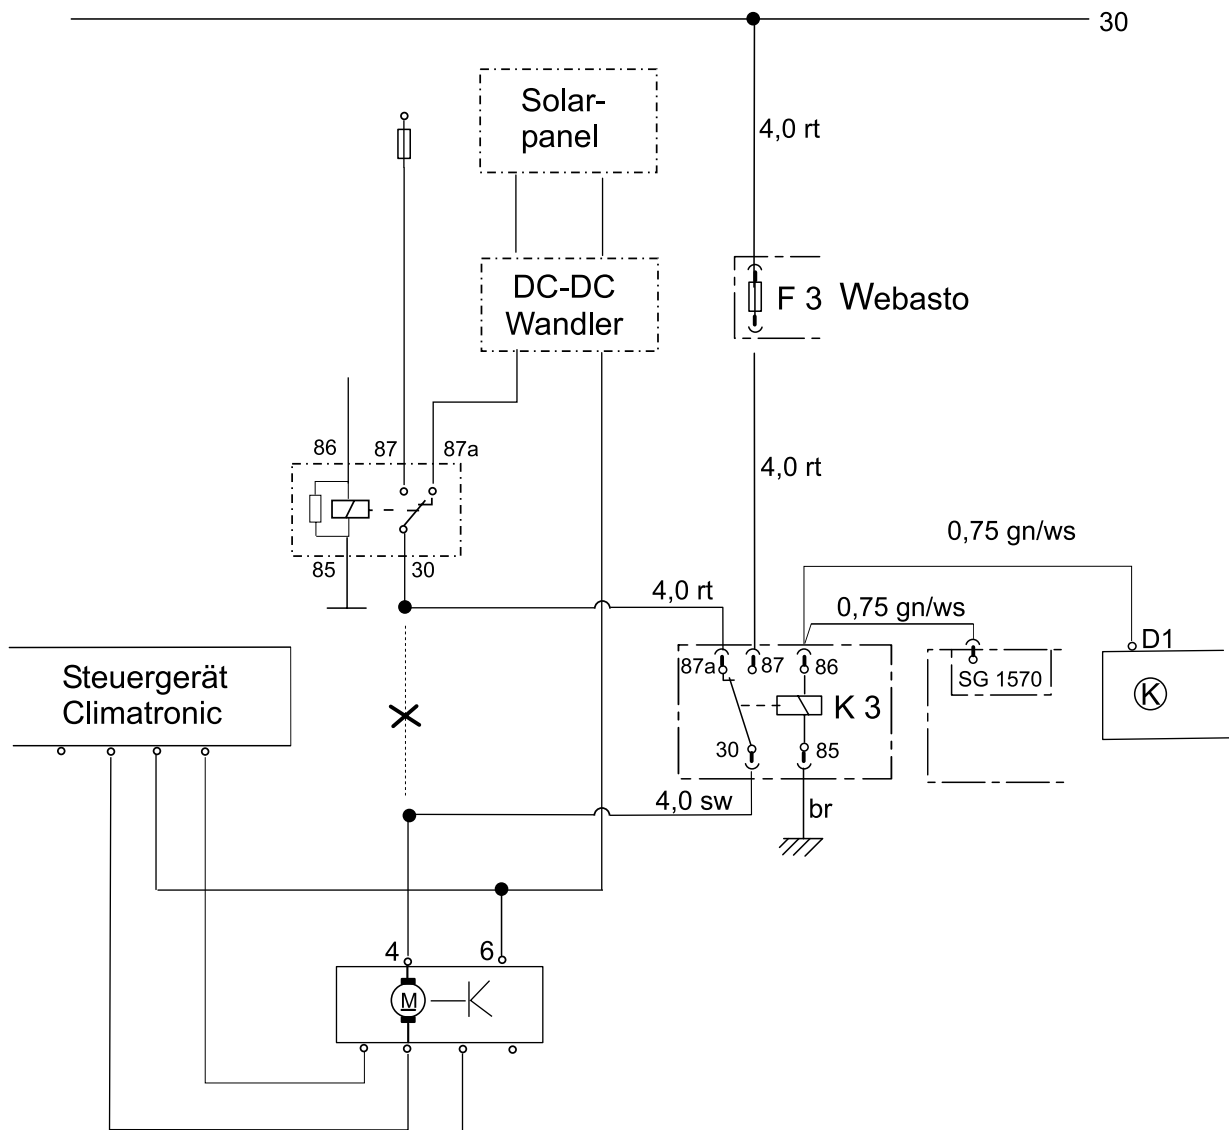 30
Solar-
panel
4,0 rt
DC-DC
Wandler
F 3 Webasto
86 87 87a
4,0 rt
0,75 gn/ws
85 30
4,0 rt
0,75 gn/ws
D1
Steuergerät
Climatronic
87a 87 86
SG 1570
K
K 3
30 85
4,0 sw
br
4 6
M